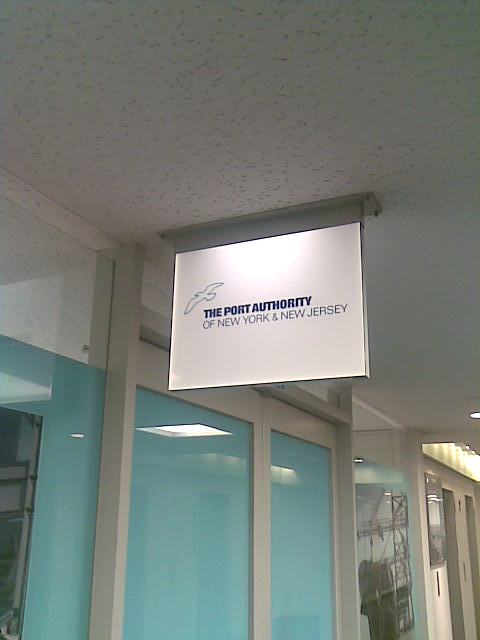 THE PORT AUTHORITY
OF NEW YORK & NEW JERSEY